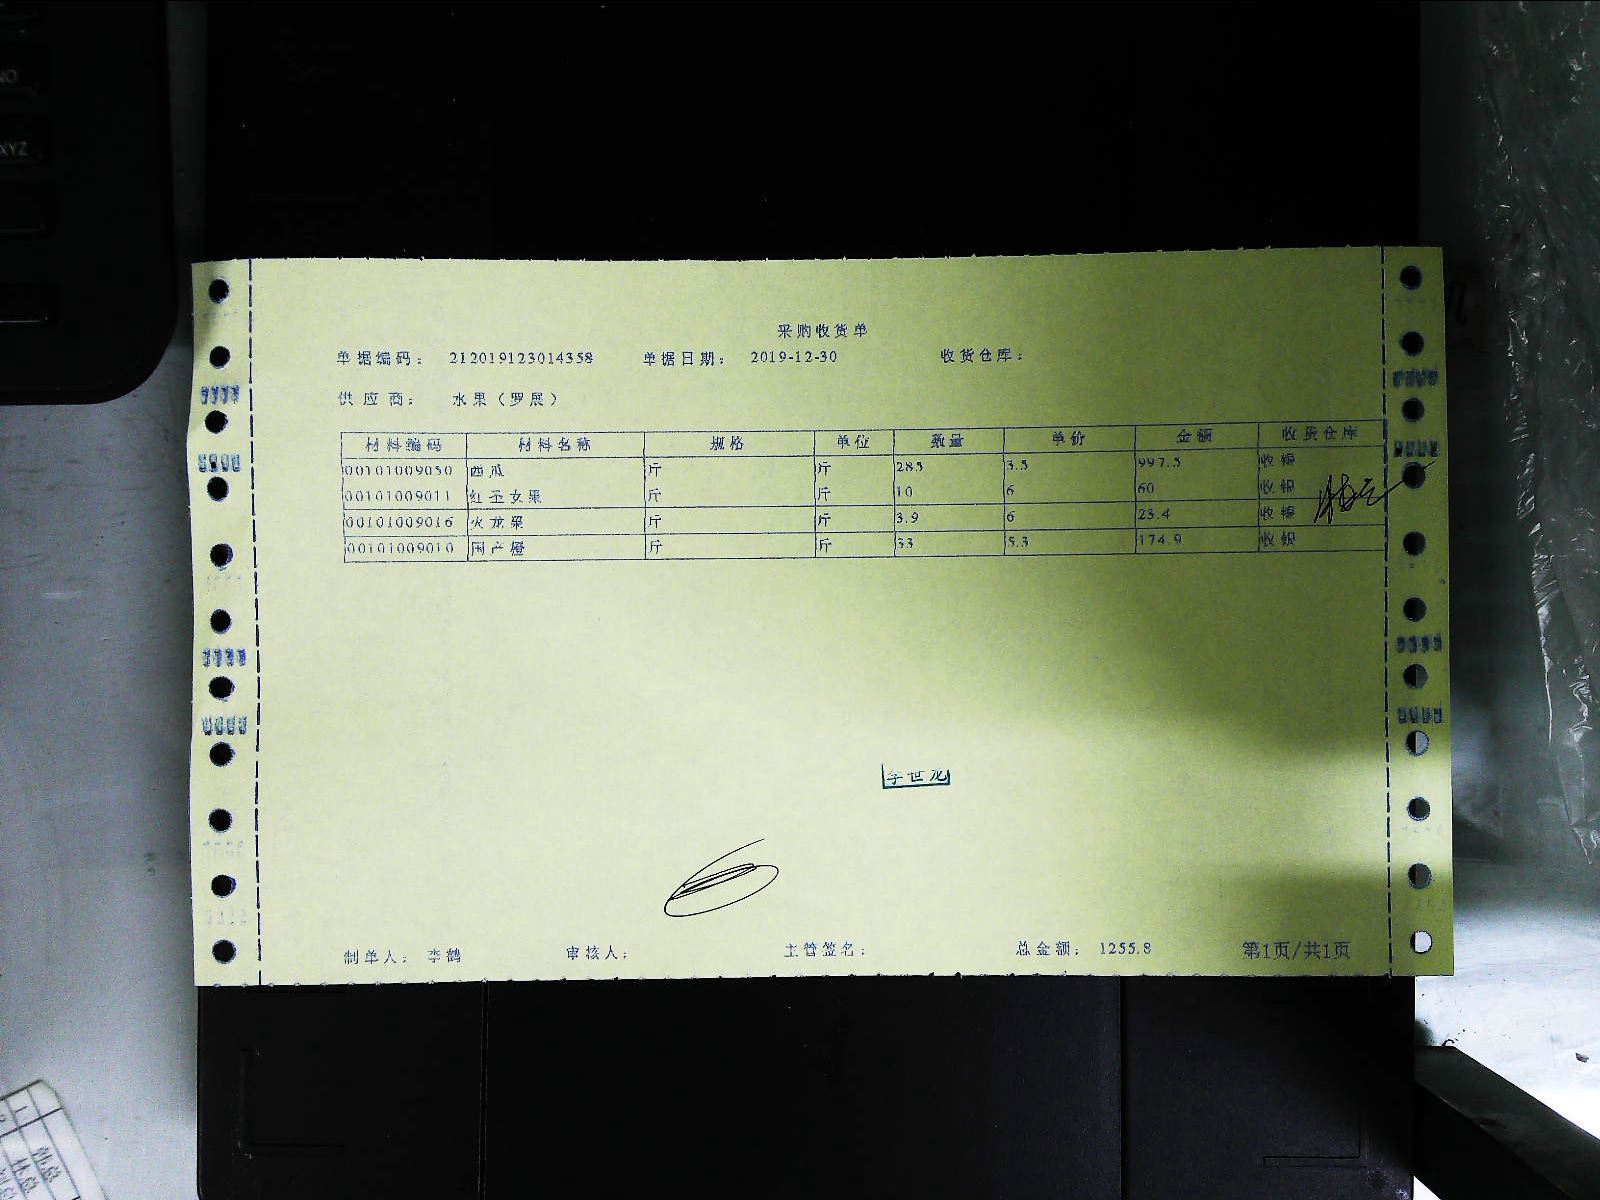 NO
XYZ
采购收货单
单据编码： 212019123014358 单据日期： 2019-12-30 收货仓库：
供应商： 水果（罗展）
材料编码 材料名称 规格 单位 数量 单价 金额 收货仓库
00101009050 西瓜 斤 斤 285 3.5 997.5 收银
00101009011 红圣女果 斤 斤 10 6 60 收银
00101009016 火龙果 斤 斤 3.9 6 23.4 收银
00101009010 国产橙 斤 斤 33 5.3 174.9 收银
李世龙
制单人： 李鹤 审核人： 主管签名： 总金额： 1255.8 第1页/共1页